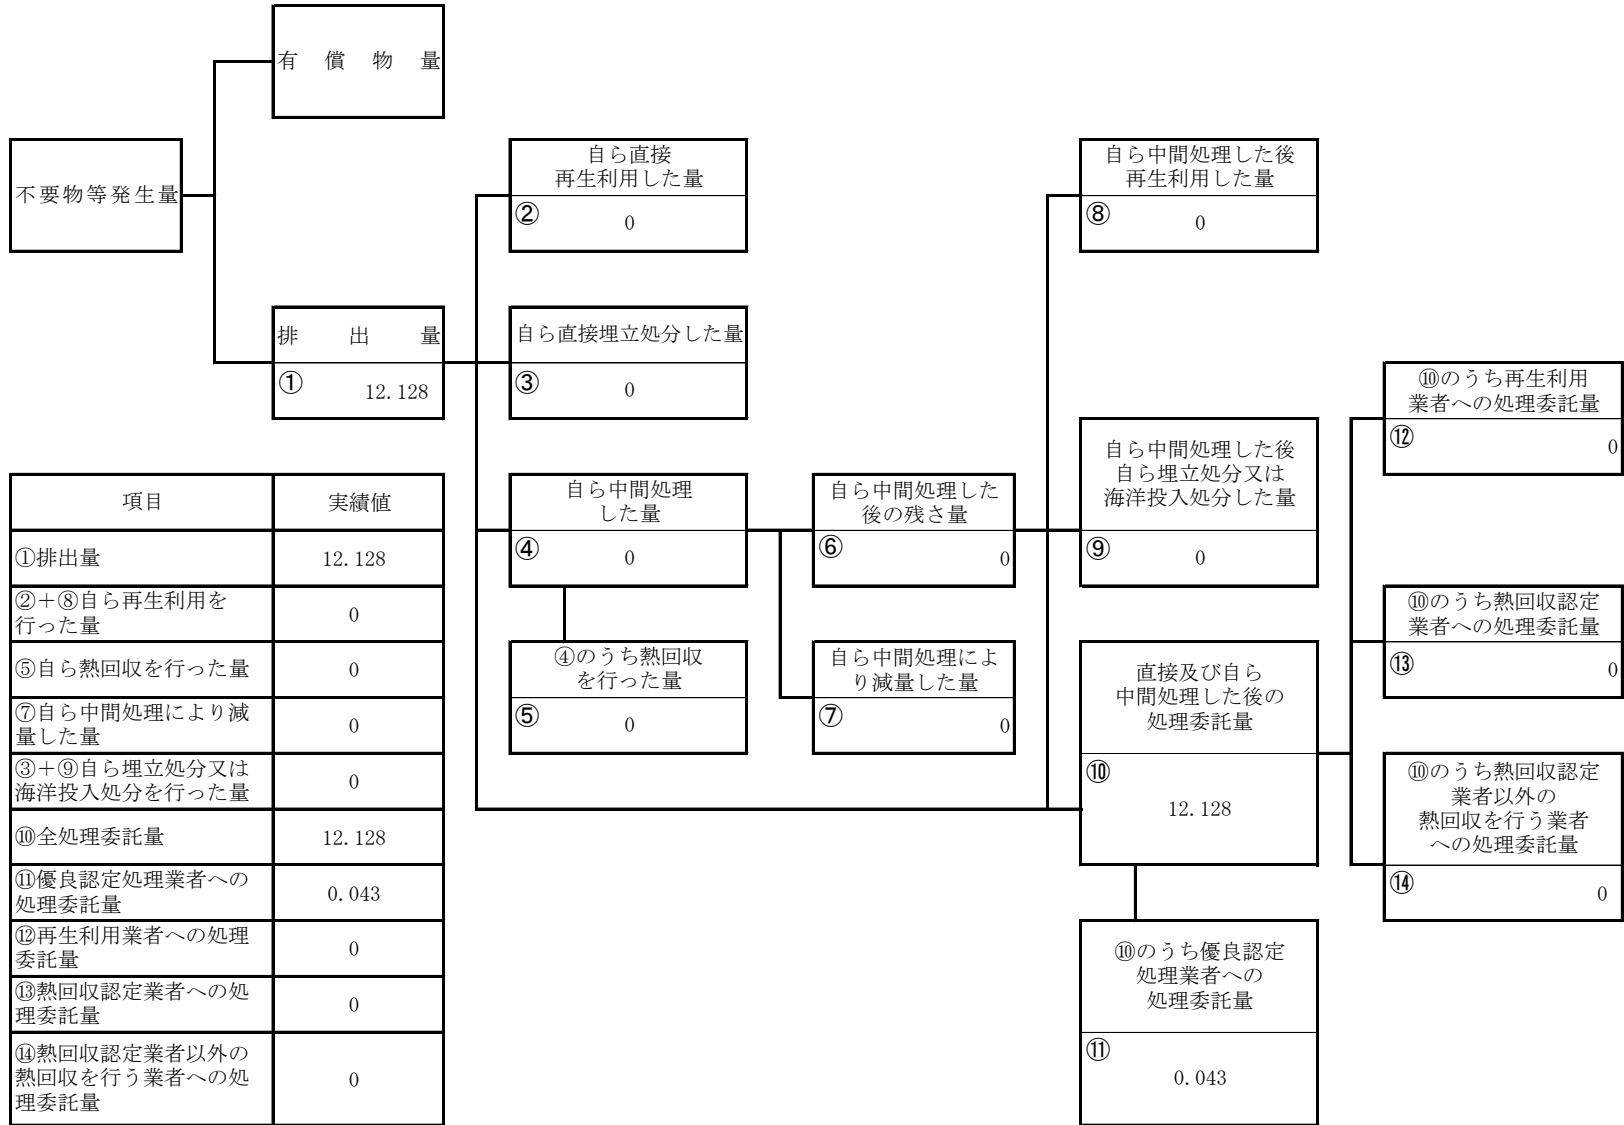 有償物量
不要物等発生量
排出量
① 12.128
自ら直接
再生利用した量
② 0
自ら直接埋立処分した量
③ 0
自ら中間処理
した量
④ 0
④のうち熱回収
を行った量
⑤ 0
自ら中間処理した
後の残さ量
⑥ 0
自ら中間処理によ
り減量した量
⑦ 0
自ら中間処理した後
再生利用した量
⑧ 0
自ら中間処理した後
自ら埋立処分又は
海洋投入処分した量
⑨ 0
直接及び自ら
中間処理した後の
処理委託量
⑩
12.128
⑩のうち優良認定
処理業者への
処理委託量
⑪
0.043
⑩のうち再生利用
業者への処理委託量
⑫ 0
⑩のうち熱回収認定
業者への処理委託量
⑬ 0
⑩のうち熱回収認定
業者以外の
熱回収を行う業者
への処理委託量
⑭ 0
項目 実績値
①排出量 12.128
②＋⑧自ら再生利用を
行った量 0
⑤自ら熱回収を行った量 0
⑦自ら中間処理により減
量した量 0
③＋⑨自ら埋立処分又は
海洋投入処分を行った量 0
⑩全処理委託量 12.128
⑪優良認定処理業者への
処理委託量 0.043
⑫再生利用業者への処理
委託量 0
⑬熱回収認定業者への処
理委託量 0
⑭熱回収認定業者以外の
熱回収を行う業者への処
理委託量 0